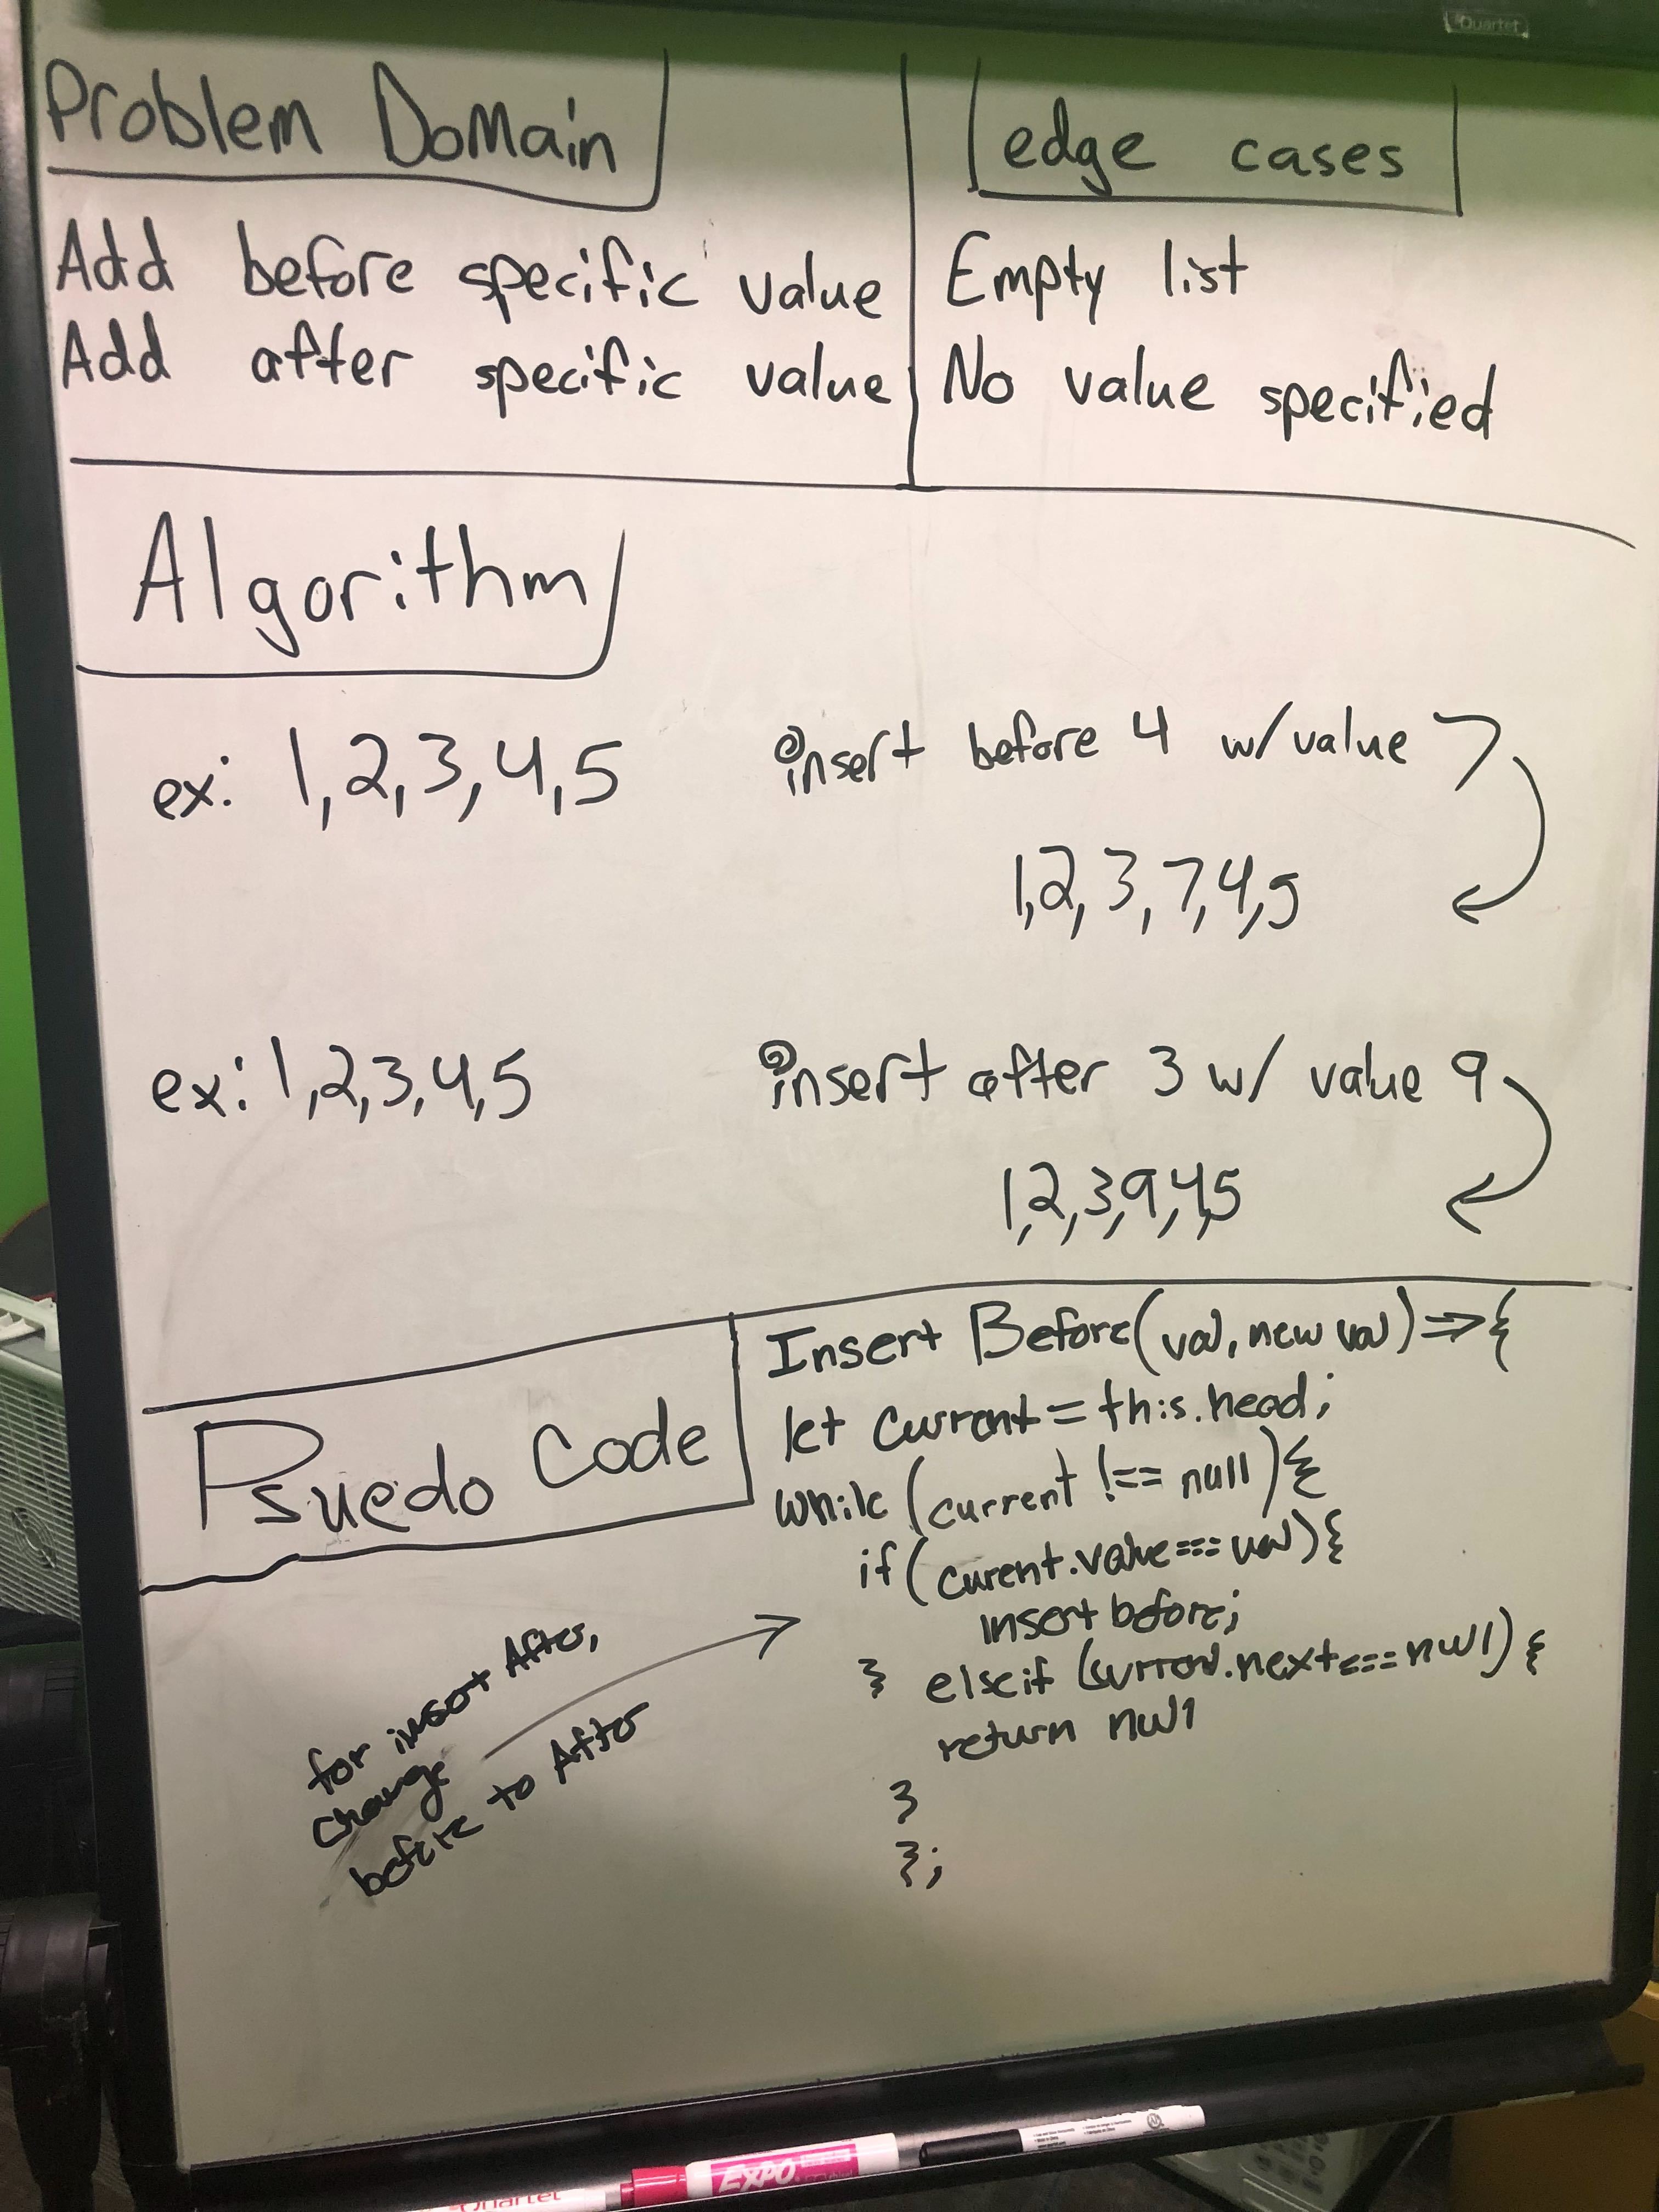 Quartet
Problem Domain
Add before specific value
Add after specific value
edge cases
Empty list
No value specified
Algorithm
ex: 1,2,3,4,5
insert before 4 w/value 7
1,2,3,7,4,5
ex: 1,2,3,4,5
insert after 3 w/ value 9
1,2,3,9,4,5
Psuedo Code
Insert Before(val, new val) => {
let current = this.head;
while (current !== null){
if (curent.value === val){
insert before;
} else if (current.next === null) {
return null
}
};
for insert After,
change
before to After
EXPO
Quartet